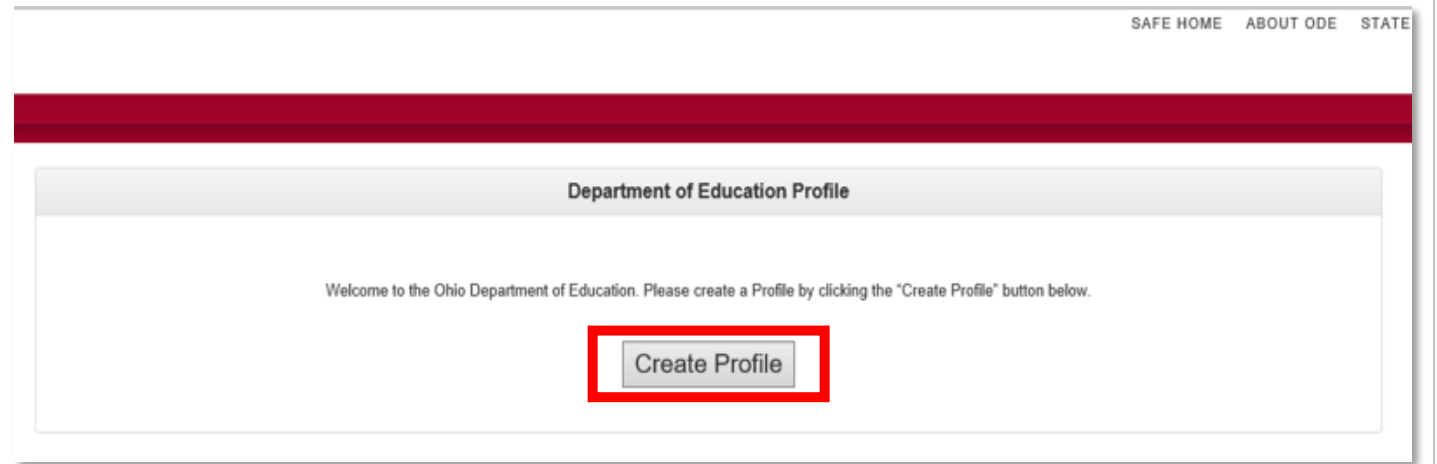 SAFE HOME ABOUT ODE STATE
Department of Education Profile
Welcome to the Ohio Department of Education. Please create a Profile by clicking the “Create Profile” button below.
Create Profile